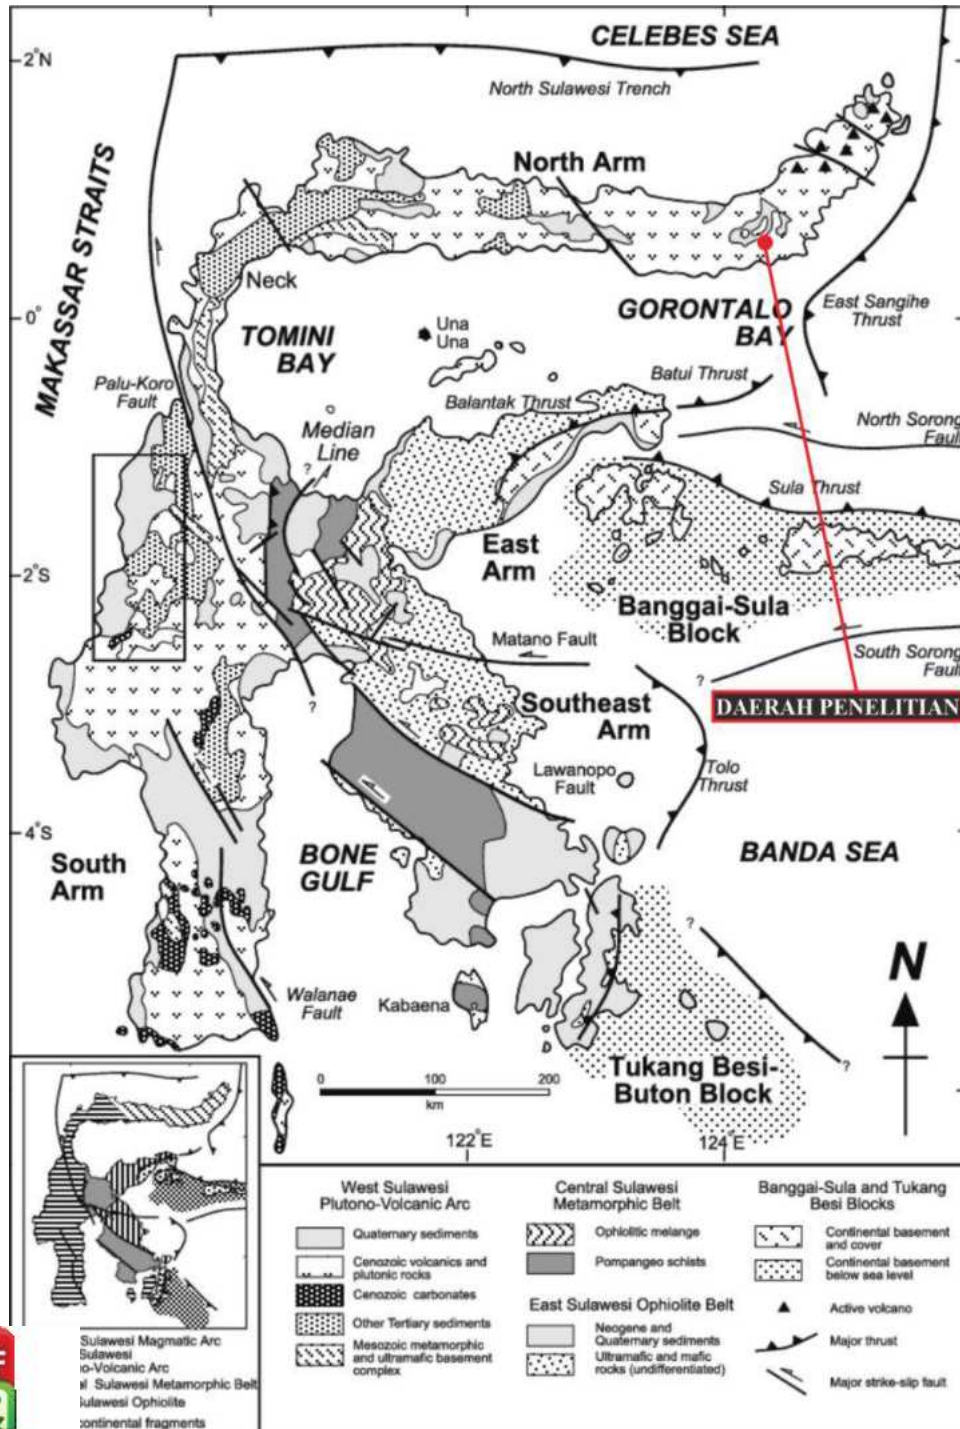 CELEBES SEA
2°N
North Sulawesi Trench
MAKASSAR STRAITS
North Arm
Neck
0°
TOMINI
BAY
Una
Una
GORONTALO
BAY
East Sangihe
Thrust
Palu-Koro
Fault
Batui Thrust
Balantak Thrust
Median
Line
?
North Sorong
Fault
Sula Thrust
East
Arm
2°S
Banggai-Sula
Block
Matano Fault
South Sorong
Fault
?
?
DAERAH PENELITIAN
Southeast
Arm
Lawanopo
Fault
Tolo
Thrust
4°S
South
Arm
BONE
GULF
BANDA SEA
?
N
Walanae
Fault
Kabaena
?
Tukang Besi-
Buton Block
0 100 200
km
122°E
124°E
West Sulawesi
Plutono-Volcanic Arc
Quaternary sediments
Cenozoic volcanics and
plutonic rocks
Cenozoic carbonates
Other Tertiary sediments
Mesozoic metamorphic
and ultramafic basement
complex
Central Sulawesi
Metamorphic Belt
Ophiolitic melange
Pompangeo schists
East Sulawesi Ophiolite Belt
Neogene and
Quaternary sediments
Ultramafic and mafic
rocks (undifferentiated)
Banggai-Sula and Tukang
Besi Blocks
Continental basement
and cover
Continental basement
below sea level
Active volcano
Major thrust
Major strike-slip fault
Sulawesi Magmatic Arc
Sulawesi
o-Volcanic Arc
Sulawesi Metamorphic Belt
Sulawesi Ophiolite
continental fragments